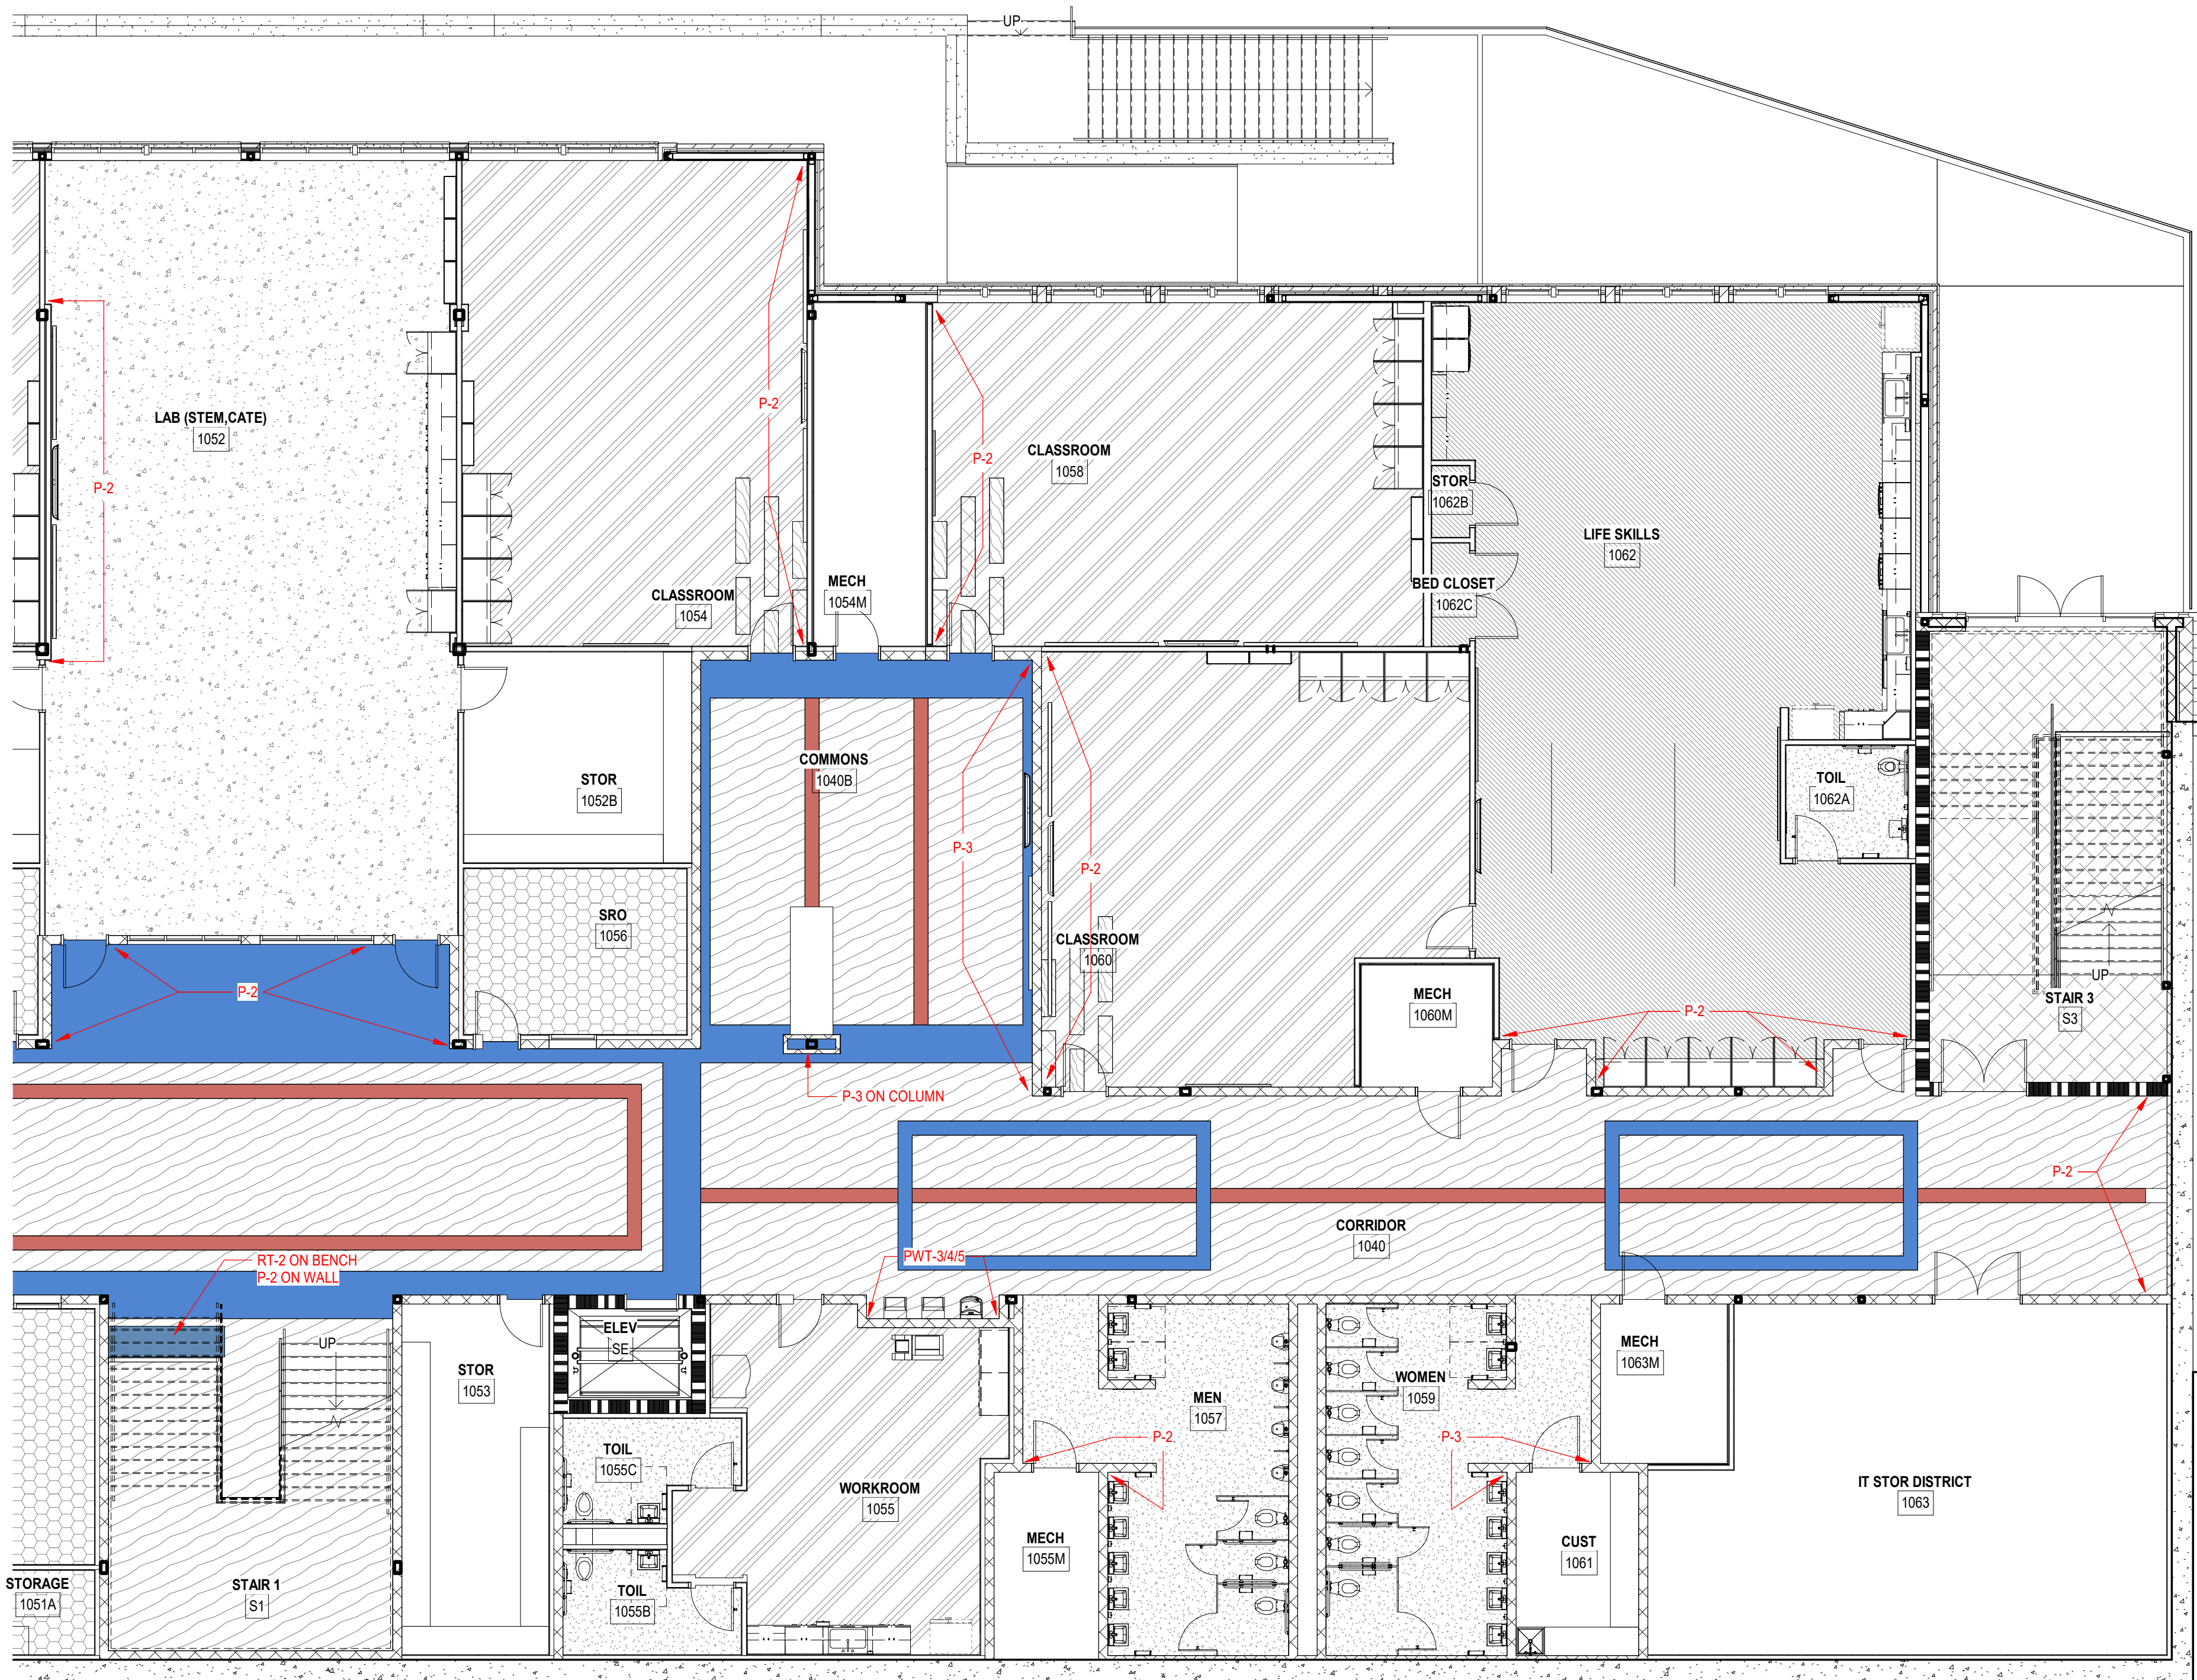 UP
LAB (STEM,CATE)
1052
P-2
P-2
P-2
CLASSROOM
1058
STOR
1062B
LIFE SKILLS
1062
MECH
1054M
BED CLOSET
1062C
CLASSROOM
1054
COMMONS
1040B
STOR
1052B
TOIL
1062A
P-3
P-2
SRO
1056
CLASSROOM
1060
UP
P-2
MECH
1060M
STAIR 3
S3
P-2
P-3 ON COLUMN
P-2
CORRIDOR
1040
RT-2 ON BENCH
P-2 ON WALL
PWT-3/4/5
UP
ELEV
SE
STOR
1053
MECH
1063M
MEN
1057
WOMEN
1059
P-2
P-3
TOIL
1055C
WORKROOM
1055
IT STOR DISTRICT
1063
MECH
1055M
CUST
1061
STORAGE
1051A
STAIR 1
S1
TOIL
1055B